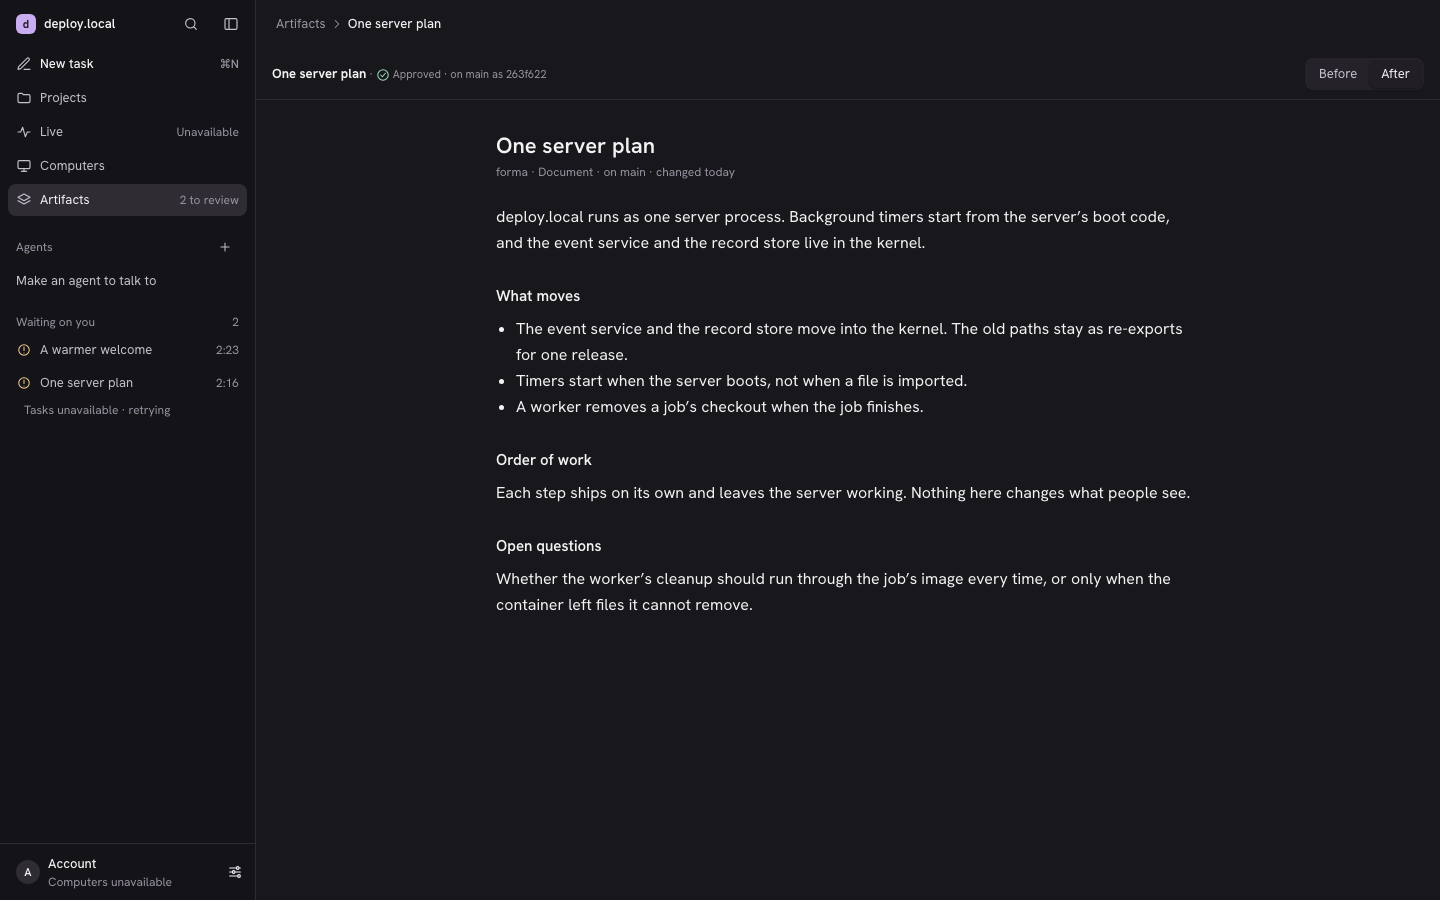 d deploy.local
New task ⌘N
Projects
Live Unavailable
Computers
Artifacts 2 to review
Agents
Make an agent to talk to
Waiting on you 2
A warmer welcome 2:23
One server plan 2:16
Tasks unavailable · retrying
A Account
Computers unavailable
Artifacts > One server plan
One server plan · Approved · on main as 263f622
Before After
One server plan
forma · Document · on main · changed today
deploy.local runs as one server process. Background timers start from the server’s boot code,
and the event service and the record store live in the kernel.
What moves
• The event service and the record store move into the kernel. The old paths stay as re-exports
for one release.
• Timers start when the server boots, not when a file is imported.
• A worker removes a job’s checkout when the job finishes.
Order of work
Each step ships on its own and leaves the server working. Nothing here changes what people see.
Open questions
Whether the worker’s cleanup should run through the job’s image every time, or only when the
container left files it cannot remove.